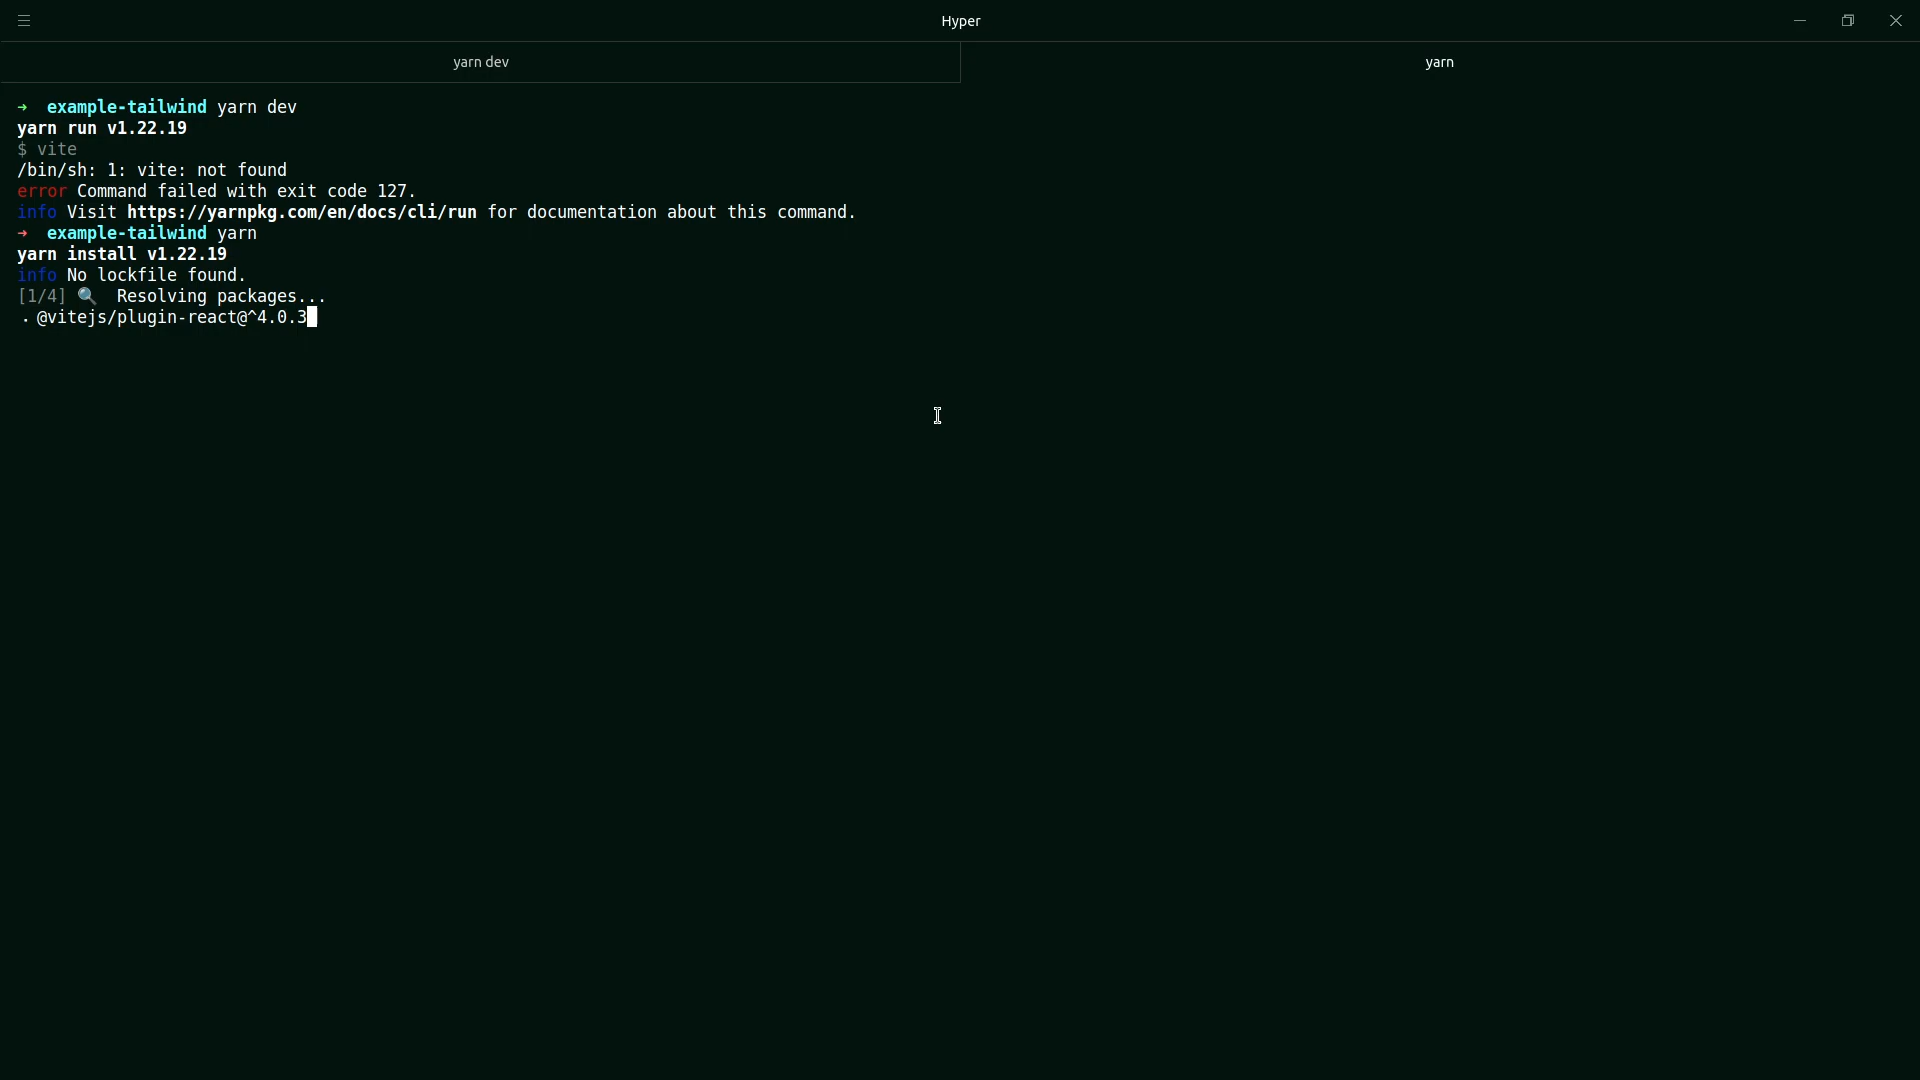 Hyper
yarn dev
yarn
➜  example-tailwind yarn dev
yarn run v1.22.19
$ vite
/bin/sh: 1: vite: not found
error Command failed with exit code 127.
info Visit https://yarnpkg.com/en/docs/cli/run for documentation about this command.
➜  example-tailwind yarn
yarn install v1.22.19
info No lockfile found.
[1/4] 🔍  Resolving packages...
⠠ @vitejs/plugin-react@^4.0.3